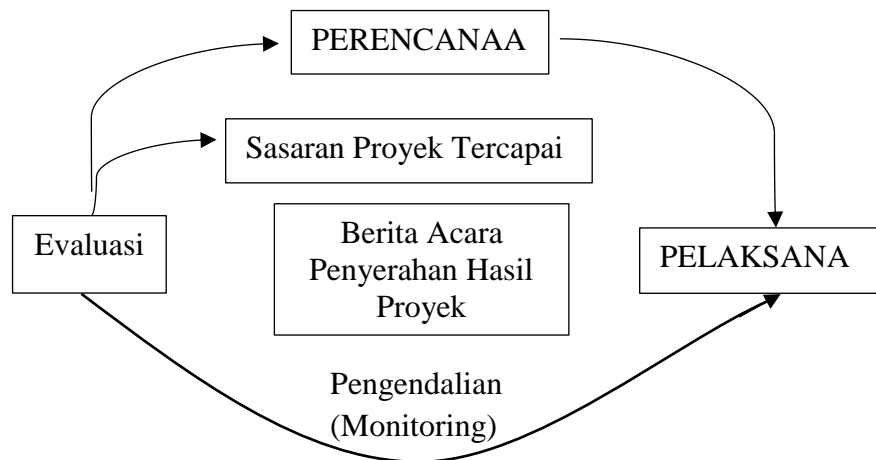 PERENCANAA
Sasaran Proyek Tercapai
Evaluasi
Berita Acara
Penyerahan Hasil
Proyek
PELAKSANA
Pengendalian
(Monitoring)